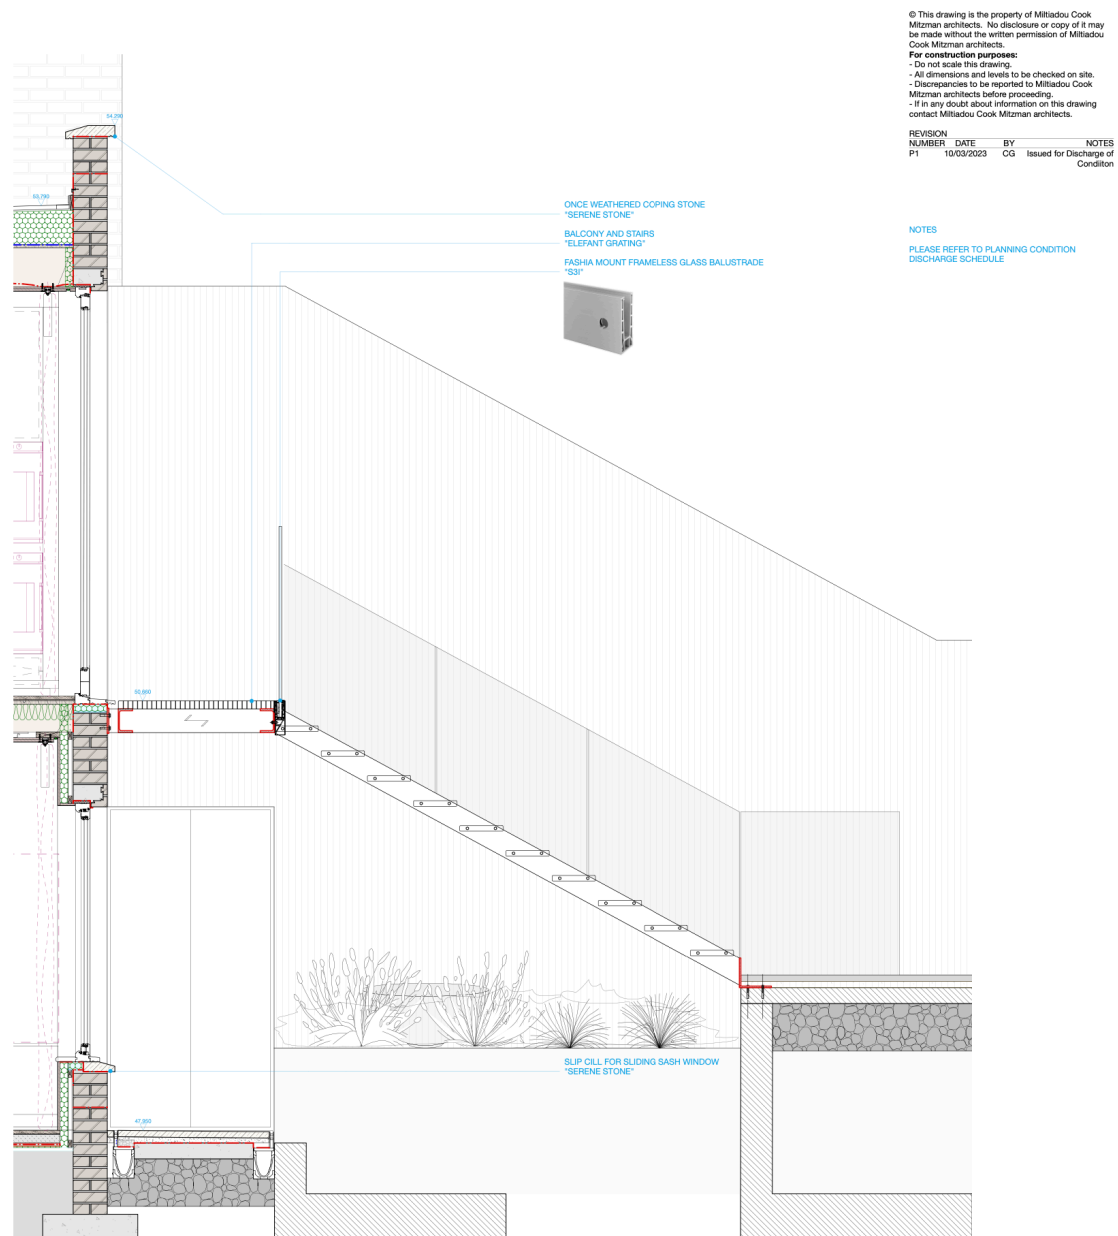 © This drawing is the property of Miltiadou Cook
Mitzman architects. No disclosure or copy of it may
be made without the written permission of Miltiadou
Cook Mitzman architects.
For construction purposes:
- Do not scale this drawing.
- All dimensions and levels to be checked on site.
- Discrepancies to be reported to Miltiadou Cook
Mitzman architects before proceeding.
- If in any doubt about information on this drawing
contact Miltiadou Cook Mitzman architects.
REVISION
NUMBER DATE BY NOTES
P1 10/03/2023 CG Issued for Discharge of
Condiiton
54,290
53,790
ONCE WEATHERED COPING STONE
"SERENE STONE"
BALCONY AND STAIRS
"ELEFANT GRATING"
FASHIA MOUNT FRAMELESS GLASS BALUSTRADE
"S3I"
NOTES
PLEASE REFER TO PLANNING CONDITION
DISCHARGE SCHEDULE
50,600
SLIP CILL FOR SLIDING SASH WINDOW
"SERENE STONE"
47,950